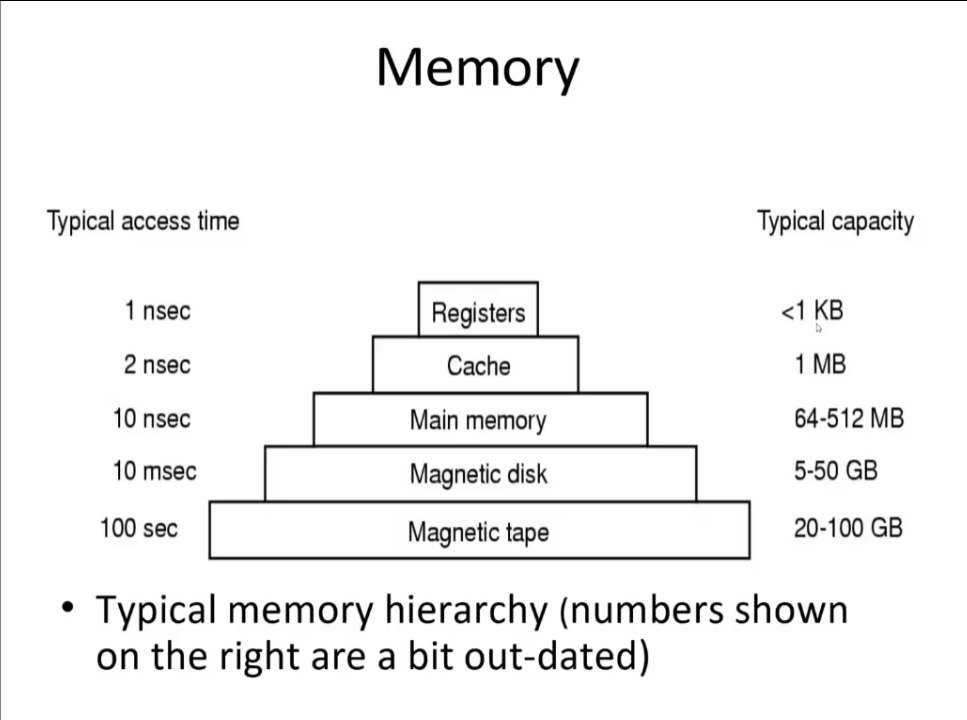 Memory
Typical access time
Typical capacity
1 nsec
Registers
<1 KB
2 nsec
Cache
1 MB
10 nsec
Main memory
64-512 MB
10 msec
Magnetic disk
5-50 GB
100 sec
Magnetic tape
20-100 GB
• Typical memory hierarchy (numbers shown
on the right are a bit out-dated)